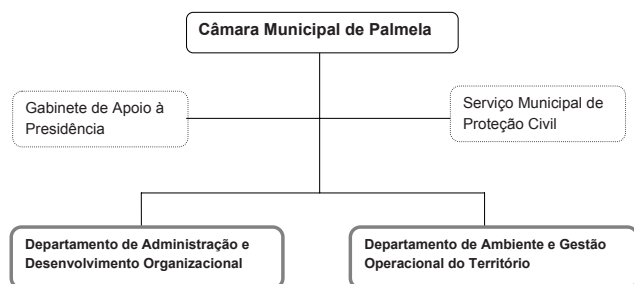 Câmara Municipal de Palmela
Gabinete de Apoio à
Presidência
Serviço Municipal de
Proteção Civil
Departamento de Administração e
Desenvolvimento Organizacional
Departamento de Ambiente e Gestão
Operacional do Território